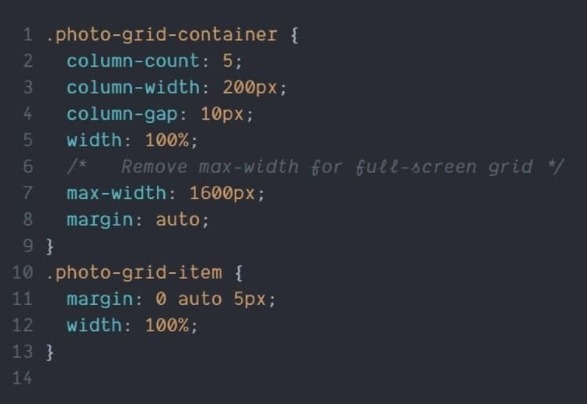 1 .photo-grid-container {
2 column-count: 5;
3 column-width: 200px;
4 column-gap: 10px;
5 width: 100%;
6 /* Remove max-width for full-screen grid */
7 max-width: 1600px;
8 margin: auto;
9 }
10 .photo-grid-item {
11 margin: 0 auto 5px;
12 width: 100%;
13 }
14